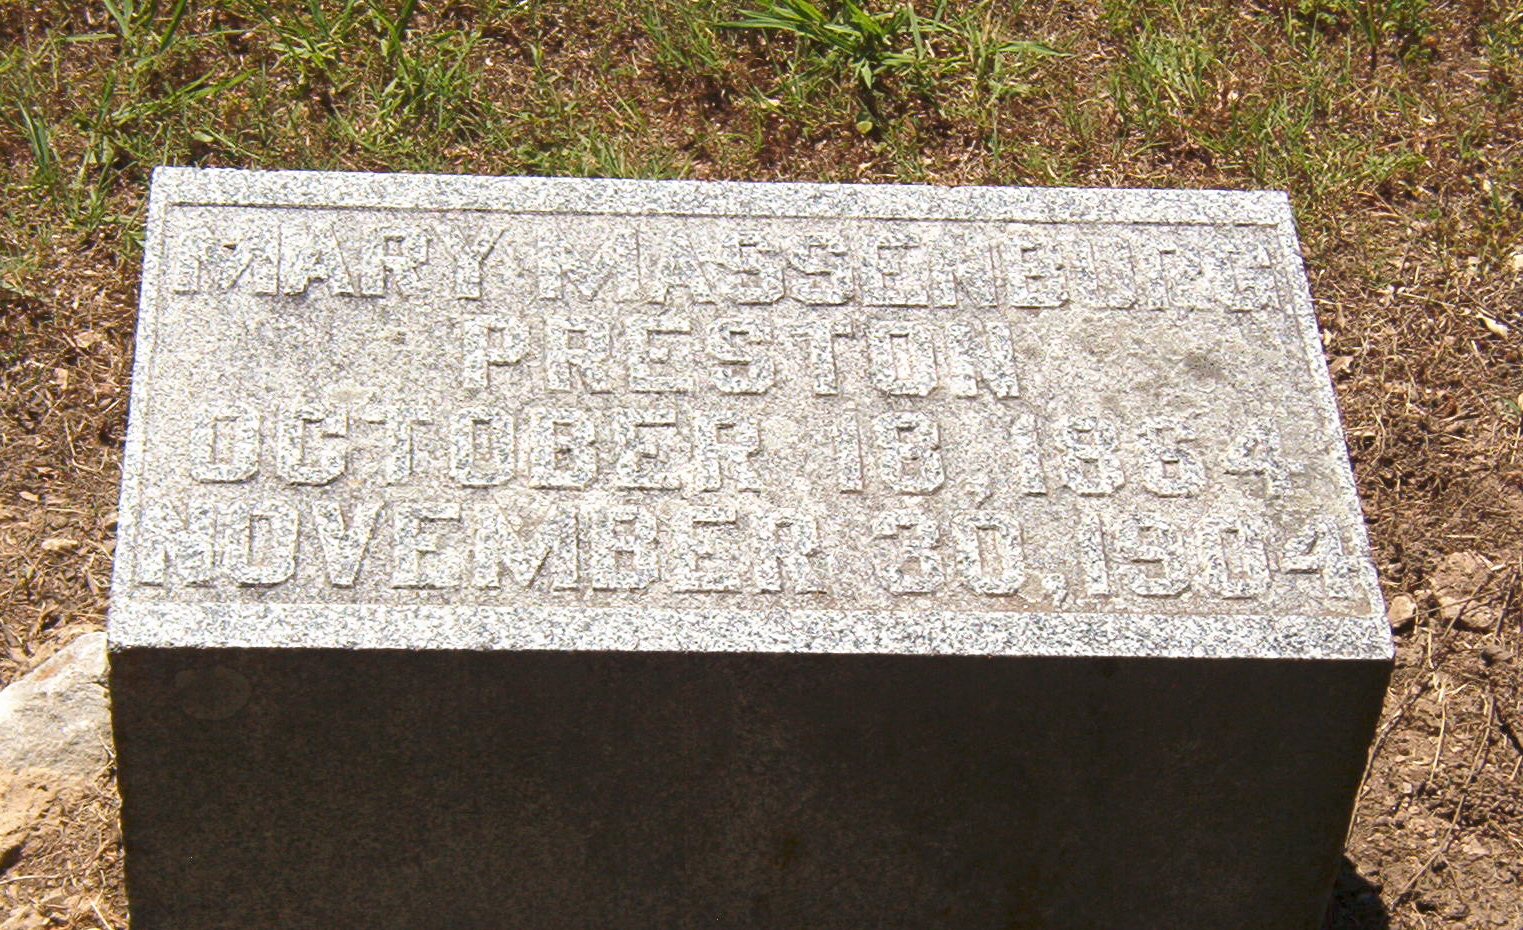 MARY MASSENBURG
PRESTON
OCTOBER 18, 1864
NOVEMBER 30, 1904